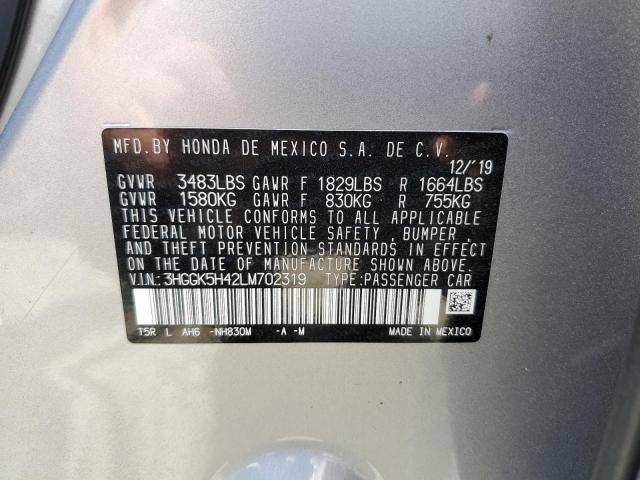 MFD.BY HONDA DE MEXICO S.A. DE C.V.
12/'19
GVWR 3483LBS GAWR F 1829LBS R 1664LBS
GVWR 1580KG GAWR F 830KG R 755KG
THIS VEHICLE CONFORMS TO ALL APPLICABLE
FEDERAL MOTOR VEHICLE SAFETY, BUMPER,
AND THEFT PREVENTION STANDARDS IN EFFECT
ON THE DATE OF MANUFACTURE SHOWN ABOVE.
V.I.N.:3HGGK5H42LM702319 TYPE:PASSENGER CAR
T5R L AH6 -NH830M -A -M MADE IN MEXICO